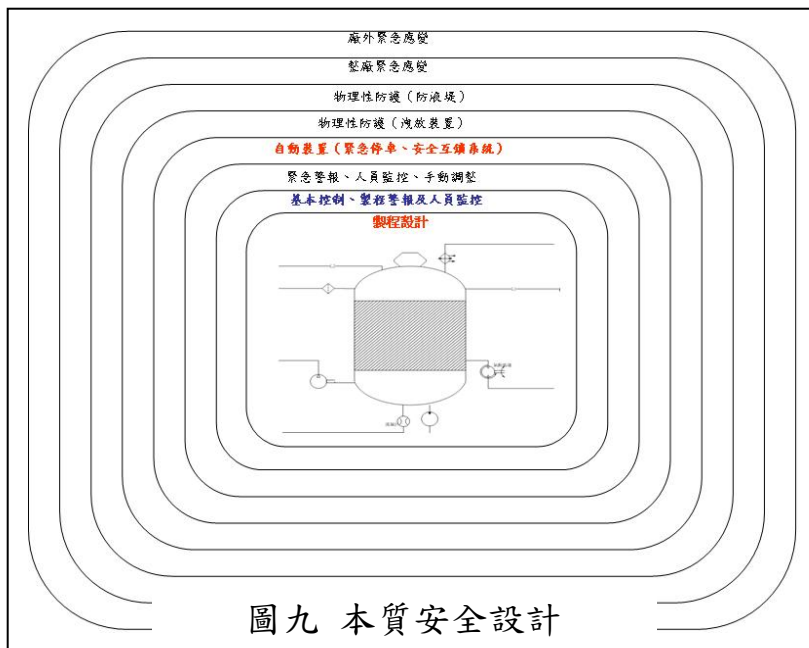 廠外緊急應變
整廠緊急應變
物理性防護（防液堤）
物理性防護（洩放裝置）
自動裝置（緊急停車、安全互鎖系統）
緊急警報、人員監控、手動調整
基本控制、製程警報及人員監控
製程設計
圖九 本質安全設計